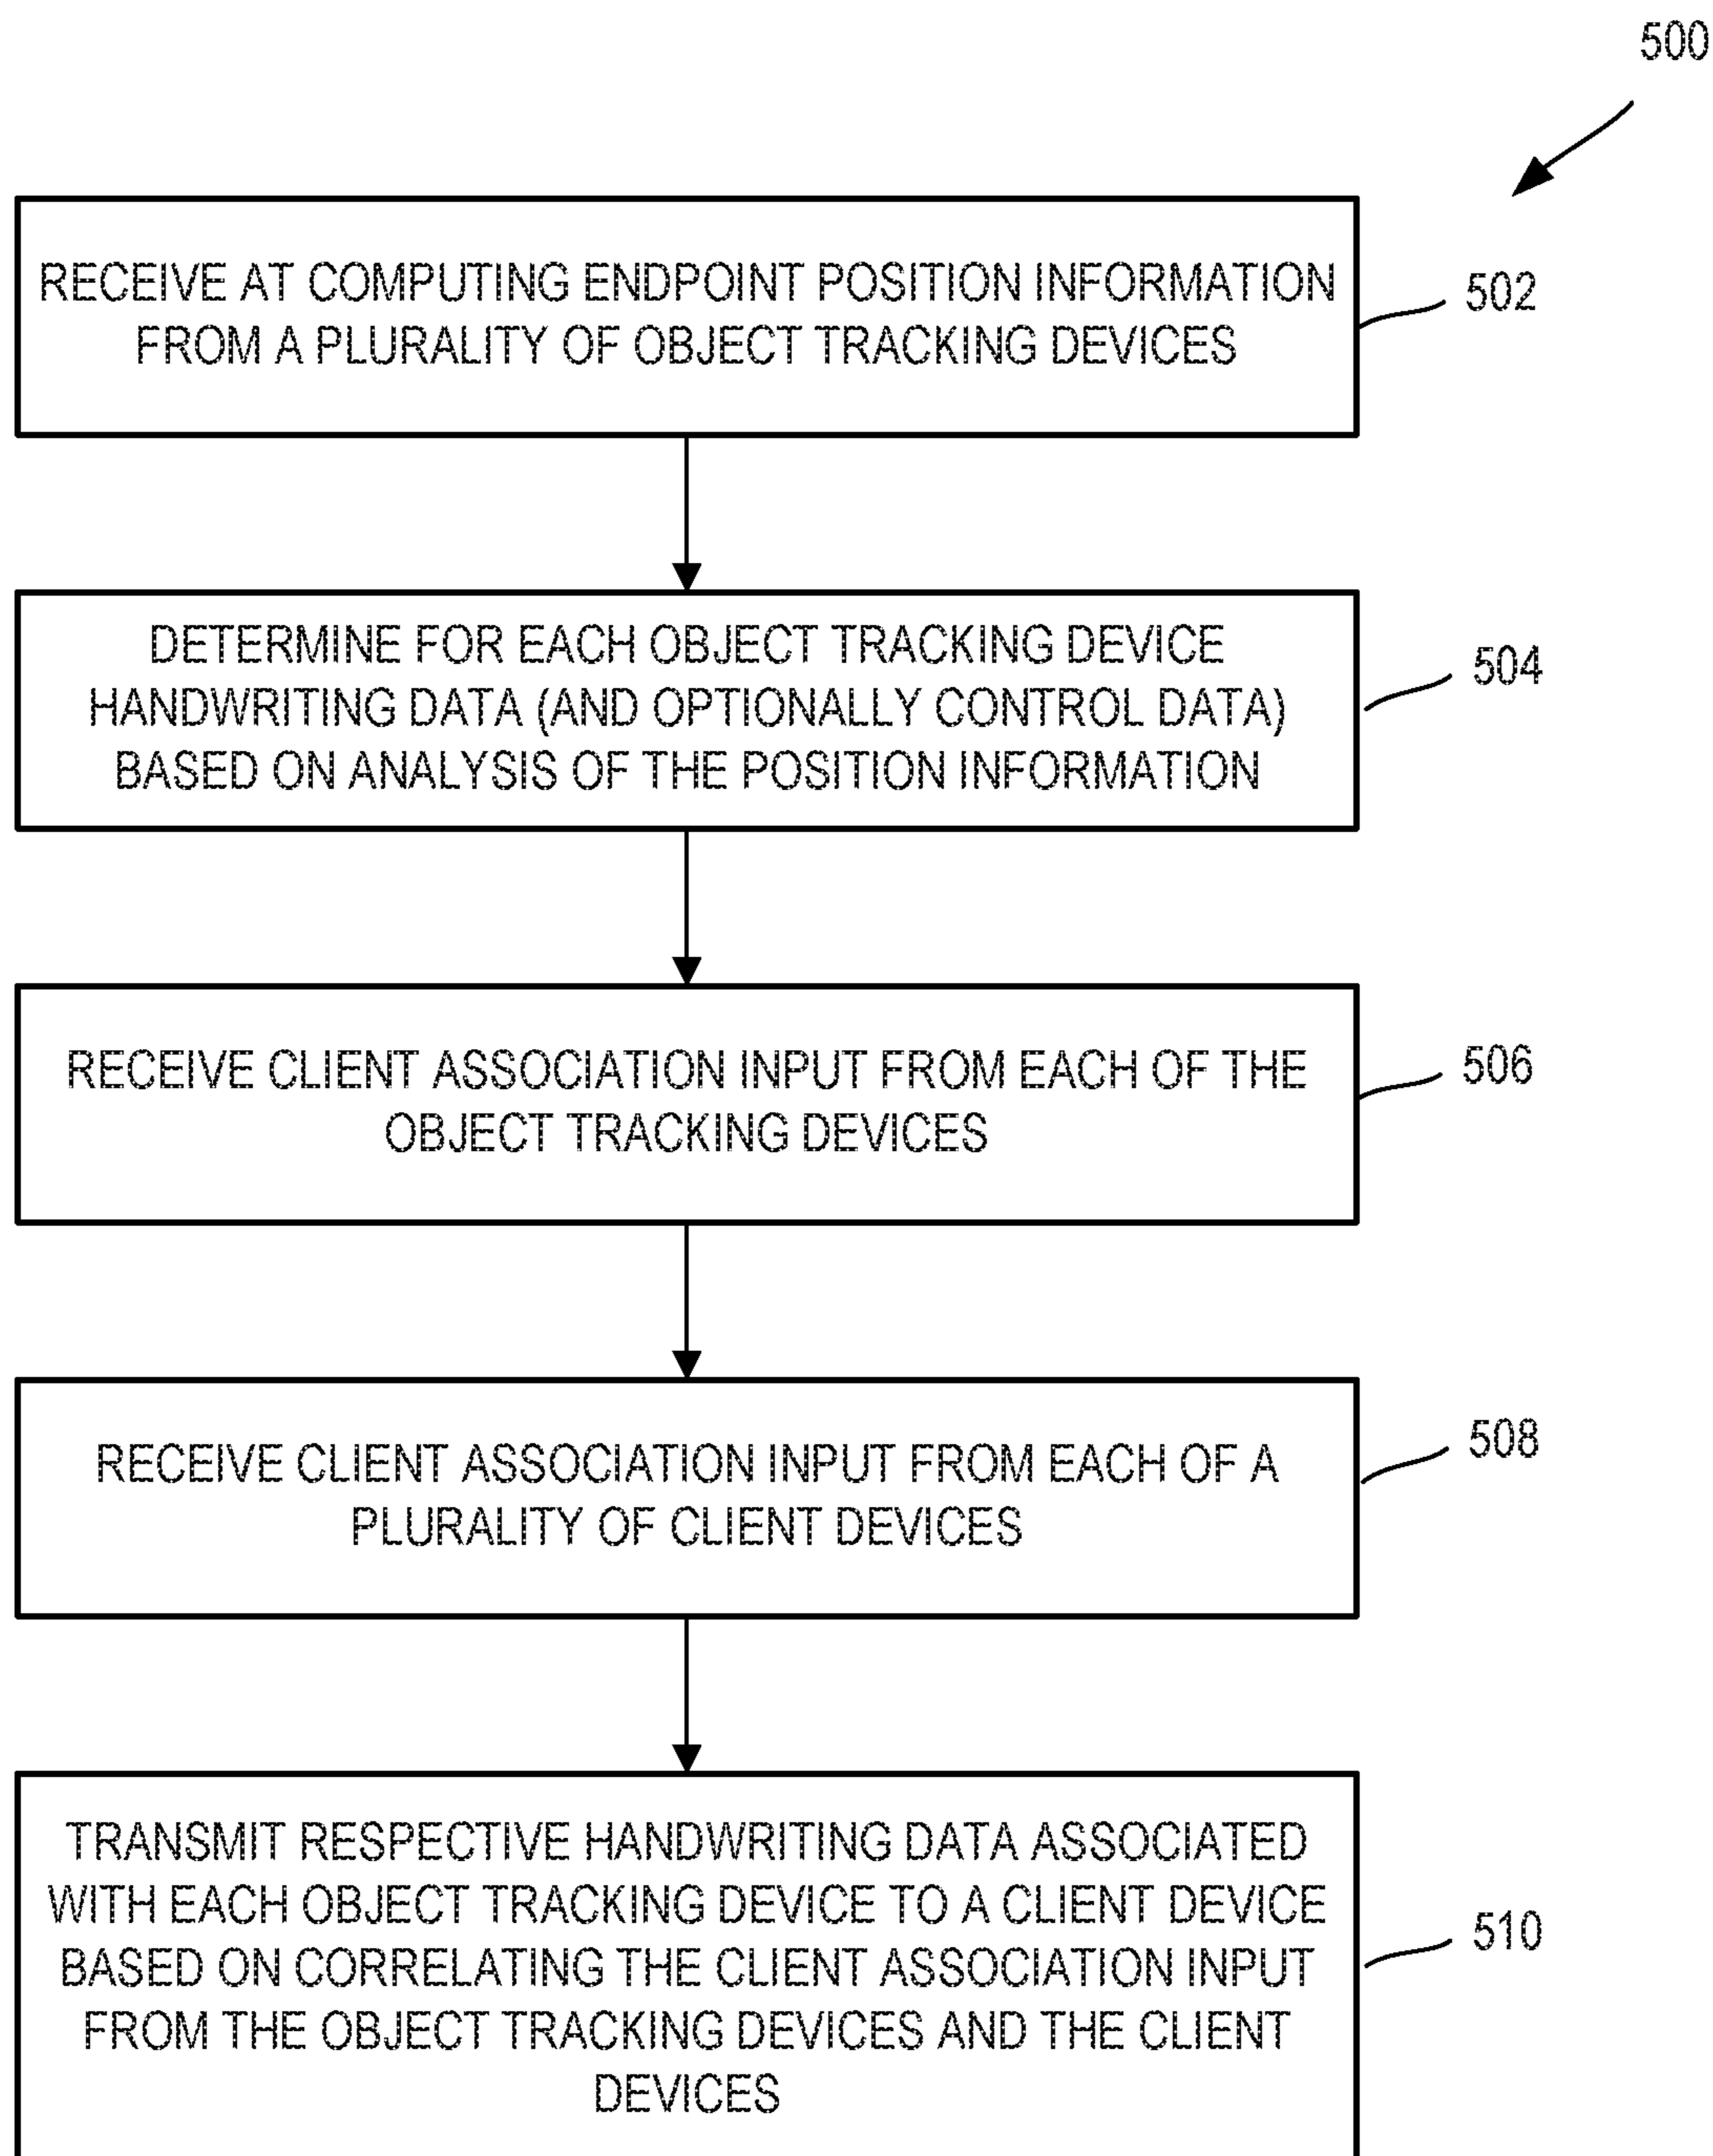 500
RECEIVE AT COMPUTING ENDPOINT POSITION INFORMATION
FROM A PLURALITY OF OBJECT TRACKING DEVICES
502
DETERMINE FOR EACH OBJECT TRACKING DEVICE
HANDWRITING DATA (AND OPTIONALLY CONTROL DATA)
BASED ON ANALYSIS OF THE POSITION INFORMATION
504
RECEIVE CLIENT ASSOCIATION INPUT FROM EACH OF THE
OBJECT TRACKING DEVICES
506
RECEIVE CLIENT ASSOCIATION INPUT FROM EACH OF A
PLURALITY OF CLIENT DEVICES
508
TRANSMIT RESPECTIVE HANDWRITING DATA ASSOCIATED
WITH EACH OBJECT TRACKING DEVICE TO A CLIENT DEVICE
BASED ON CORRELATING THE CLIENT ASSOCIATION INPUT
FROM THE OBJECT TRACKING DEVICES AND THE CLIENT
DEVICES
510